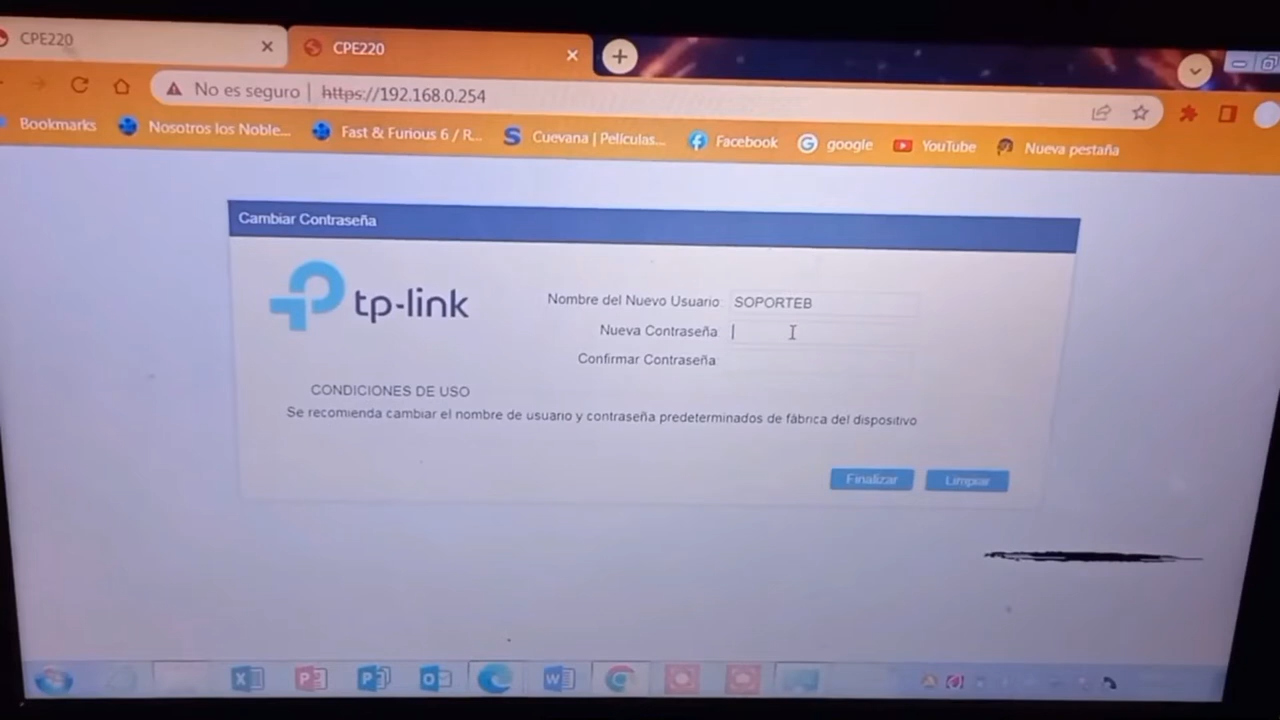 CPE220
CPE220
No es seguro | https://192.168.0.254
Bookmarks
Nosotros los Noble...
Fast & Furious 6 / R...
Cuevana | Películas...
Facebook
google
YouTube
Nueva pestaña
Cambiar Contraseña
tp-link
Nombre del Nuevo Usuario: SOPORTEB
Nueva Contraseña:
Confirmar Contraseña:
CONDICIONES DE USO
Se recomienda cambiar el nombre de usuario y contraseña predeterminados de fábrica del dispositivo
Finalizar
Limpiar